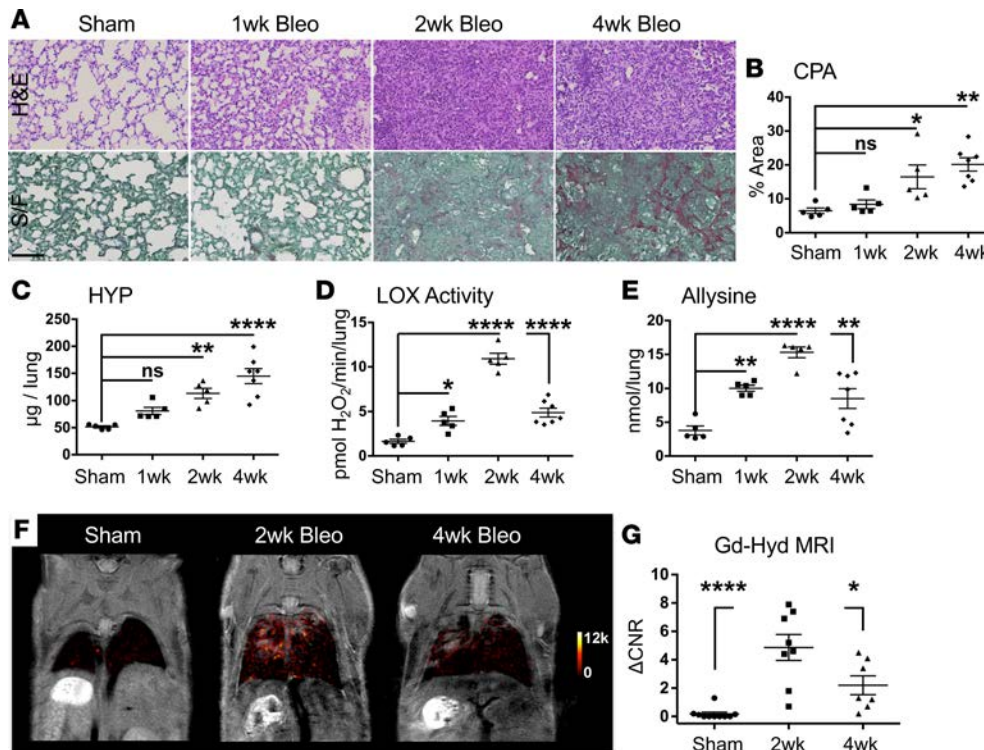 A
Sham 1wk Bleo 2wk Bleo 4wk Bleo
H&E
S/F
B CPA
% Area
40
30
20
10
0
ns * **
Sham 1wk 2wk 4wk
C HYP
µg / lung
250
200
150
100
50
0
ns ** ****
Sham 1wk 2wk 4wk
D LOX Activity
pmol H₂O₂/min/lung
15
10
5
0
* **** ****
Sham 1wk 2wk 4wk
E Allysine
nmol/lung
20
15
10
5
0
** **** **
Sham 1wk 2wk 4wk
F
Sham 2wk Bleo 4wk Bleo
12k
0
G Gd-Hyd MRI
ΔCNR
10
8
6
4
2
0
**** *
Sham 2wk 4wk